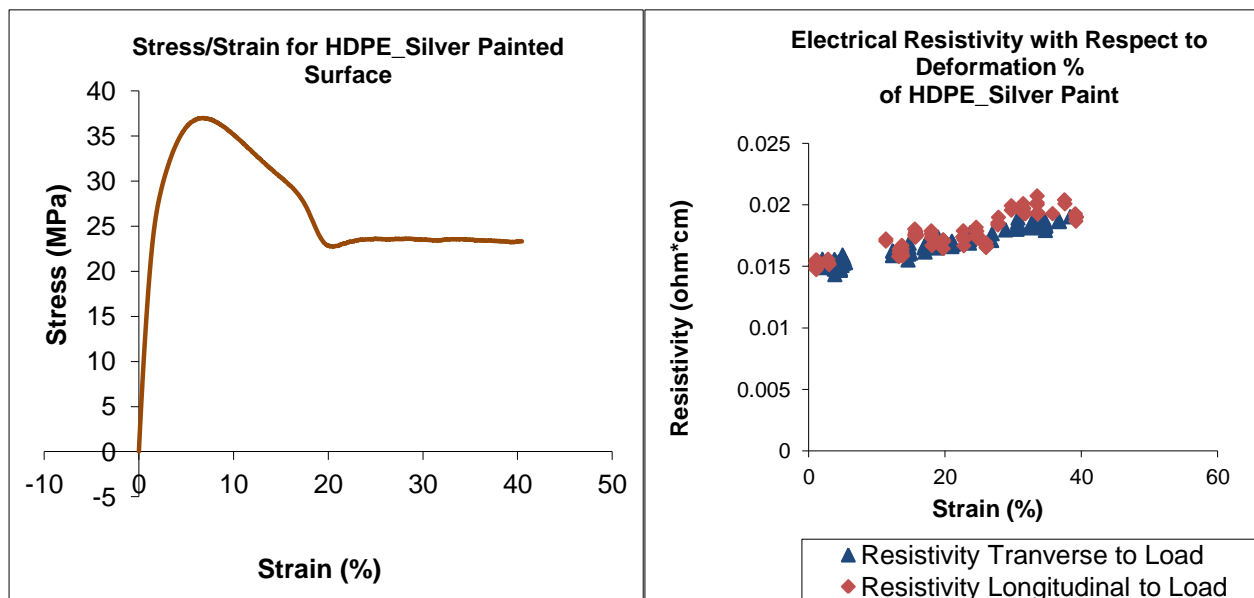 Stress/Strain for HDPE_Silver Painted
Surface
40
35
30
25
20
15
10
5
0
-5
-10
0
10
20
30
40
50
Stress (MPa)
Strain (%)
Electrical Resistivity with Respect to
Deformation %
of HDPE_Silver Paint
0.025
0.02
0.015
0.01
0.005
0
0
20
40
60
Resistivity (ohm*cm)
Strain (%)
Resistivity Tranverse to Load
Resistivity Longitudinal to Load